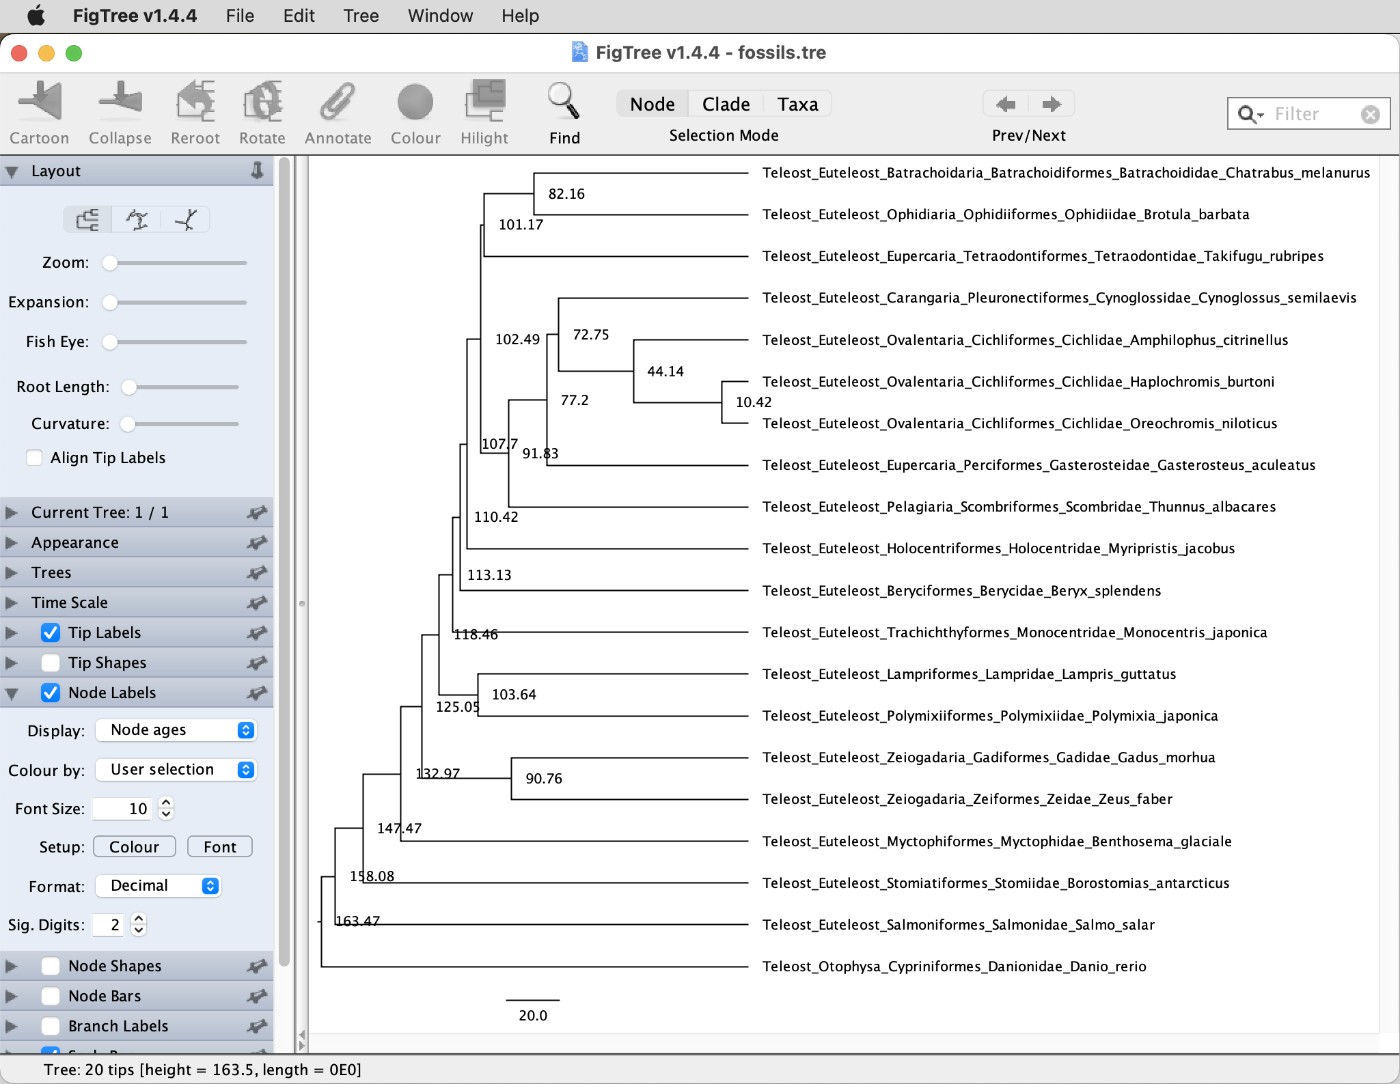 FigTree v1.4.4 File Edit Tree Window Help
FigTree v1.4.4 - fossils.tre
Cartoon Collapse Reroot Rotate Annotate Colour Hilight Find
Node Clade Taxa
Selection Mode
Prev/Next
Filter
Layout
Zoom:
Expansion:
Fish Eye:
Root Length:
Curvature:
Align Tip Labels
Current Tree: 1 / 1
Appearance
Trees
Time Scale
Tip Labels
Tip Shapes
Node Labels
Display: Node ages
Colour by: User selection
Font Size: 10
Setup: Colour Font
Format: Decimal
Sig. Digits: 2
Node Shapes
Node Bars
Branch Labels
Teleost_Euteleost_Batrachoidaria_Batrachoidiformes_Batrachoididae_Chatrabus_melanurus
82.16
Teleost_Euteleost_Ophidiaria_Ophidiiformes_Ophidiidae_Brotula_barbata
101.17
Teleost_Euteleost_Eupercaria_Tetraodontiformes_Tetraodontidae_Takifugu_rubripes
Teleost_Euteleost_Carangaria_Pleuronectiformes_Cynoglossidae_Cynoglossus_semilaevis
72.75
102.49
Teleost_Euteleost_Ovalentaria_Cichliformes_Cichlidae_Amphilophus_citrinellus
44.14
Teleost_Euteleost_Ovalentaria_Cichliformes_Cichlidae_Haplochromis_burtoni
77.2
10.42
Teleost_Euteleost_Ovalentaria_Cichliformes_Cichlidae_Oreochromis_niloticus
107.7
91.83
Teleost_Euteleost_Eupercaria_Perciformes_Gasterosteidae_Gasterosteus_aculeatus
Teleost_Euteleost_Pelagiaria_Scombriformes_Scombridae_Thunnus_albacares
110.42
Teleost_Euteleost_Holocentriformes_Holocentridae_Myripristis_jacobus
113.13
Teleost_Euteleost_Beryciformes_Berycidae_Beryx_splendens
118.46
Teleost_Euteleost_Trachichthyformes_Monocentridae_Monocentris_japonica
Teleost_Euteleost_Lampriformes_Lampridae_Lampris_guttatus
103.64
125.05
Teleost_Euteleost_Polymixiiformes_Polymixiidae_Polymixia_japonica
Teleost_Euteleost_Zeiogadaria_Gadiformes_Gadidae_Gadus_morhua
132.97
90.76
Teleost_Euteleost_Zeiogadaria_Zeiformes_Zeidae_Zeus_faber
147.47
Teleost_Euteleost_Myctophiformes_Myctophidae_Benthosema_glaciale
158.08
Teleost_Euteleost_Stomiatiformes_Stomiidae_Borostomias_antarcticus
163.47
Teleost_Euteleost_Salmoniformes_Salmonidae_Salmo_salar
Teleost_Otophysa_Cypriniformes_Danionidae_Danio_rerio
20.0
Tree: 20 tips [height = 163.5, length = 0E0]